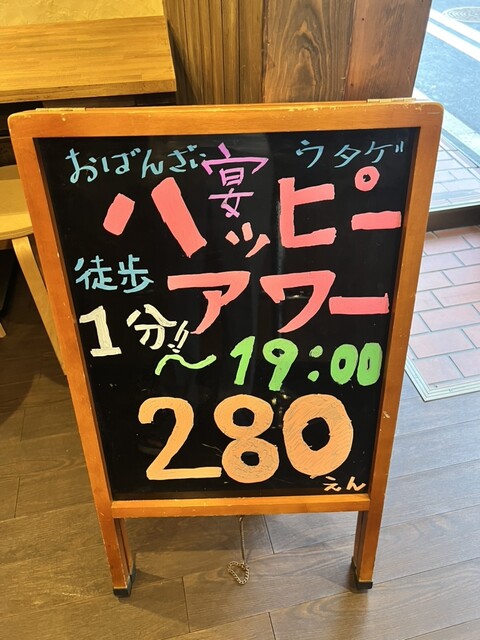 おばんざい 宴 ウタゲ
ハッピー
徒歩 アワー
1分!!
〜19:00
280
えん